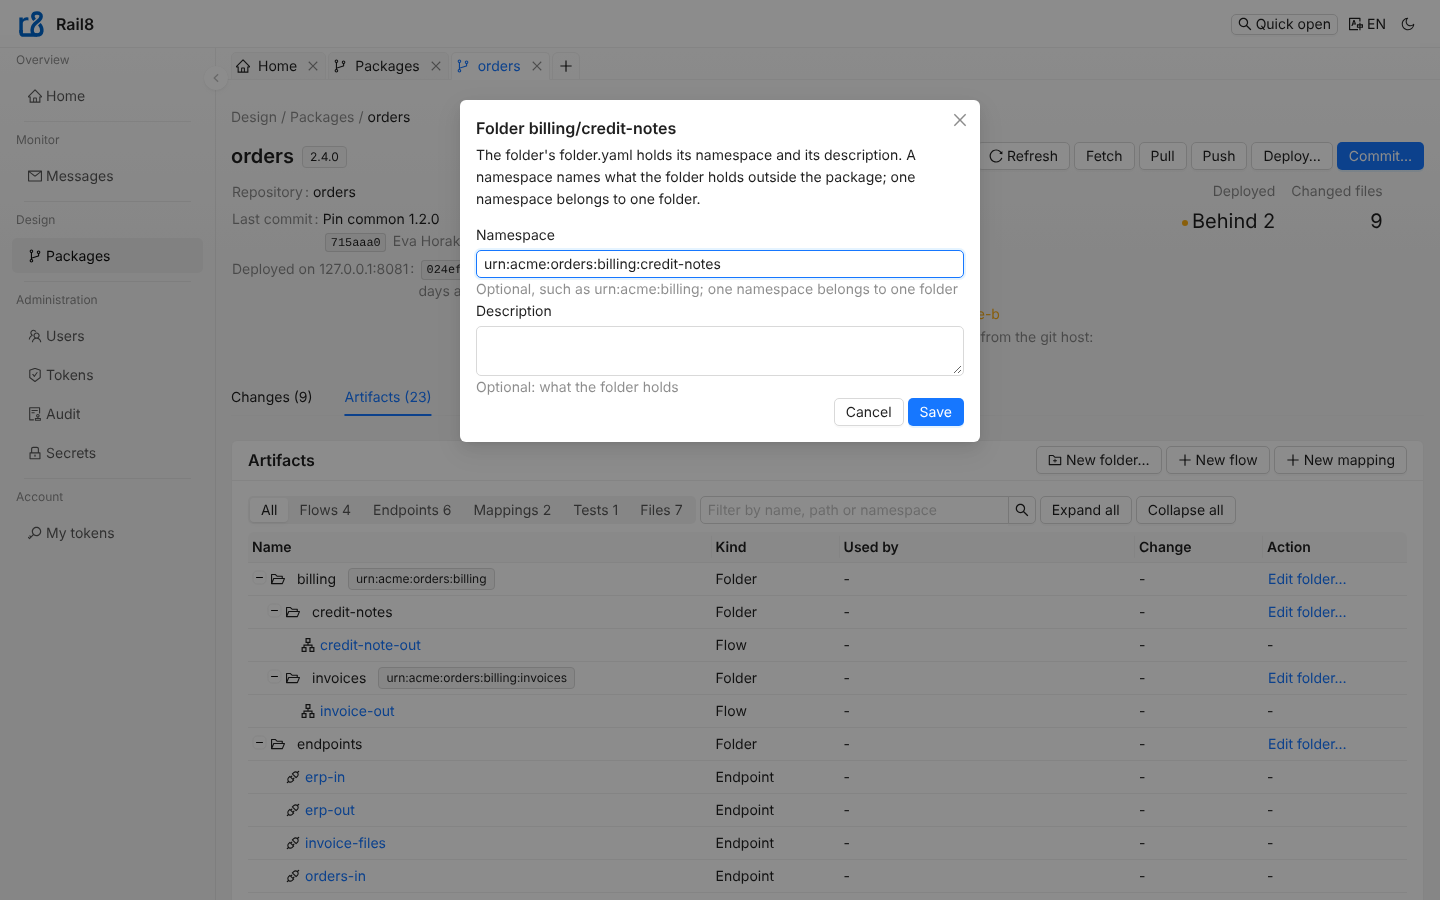 Rail8
Quick open
EN
Overview
Home
Monitor
Messages
Design
Packages
Administration
Users
Tokens
Audit
Secrets
Account
My tokens
Home
Packages
orders
Design / Packages / orders
orders 2.4.0
Refresh
Fetch
Pull
Push
Deploy...
Commit...
Repository: orders
Last commit: Pin common 1.2.0
715aaa0 Eva Horak
Deployed on 127.0.0.1:8081:
days a
Deployed
Behind 2
Changed files
9
from the git host:
Folder billing/credit-notes
The folder's folder.yaml holds its namespace and its description. A
namespace names what the folder holds outside the package; one
namespace belongs to one folder.
Namespace
urn:acme:orders:billing:credit-notes
Optional, such as urn:acme:billing; one namespace belongs to one folder
Description
Optional: what the folder holds
Cancel
Save
Changes (9)
Artifacts (23)
Artifacts
New folder...
New flow
New mapping
All
Flows 4
Endpoints 6
Mappings 2
Tests 1
Files 7
Filter by name, path or namespace
Expand all
Collapse all
Name Kind Used by Change Action
billing urn:acme:orders:billing Folder - - Edit folder...
credit-notes Folder - - Edit folder...
credit-note-out Flow - - -
invoices urn:acme:orders:billing:invoices Folder - - Edit folder...
invoice-out Flow - - -
endpoints Folder - - Edit folder...
erp-in Endpoint - - -
erp-out Endpoint - - -
invoice-files Endpoint - - -
orders-in Endpoint - - -